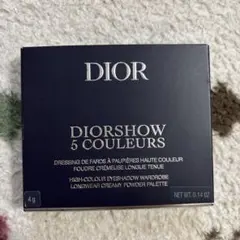 DIOR
DIORSHOW
5 COULEURS
DRESSING DE FARDS À PAUPIÈRES HAUTE COULEUR
POUDRE CRÉMEUSE LONGUE TENUE
HIGH-COLOUR EYESHADOW WARDROBE
LONGWEAR CREAMY POWDER PALETTE
4g
NET WT. 0.14 OZ